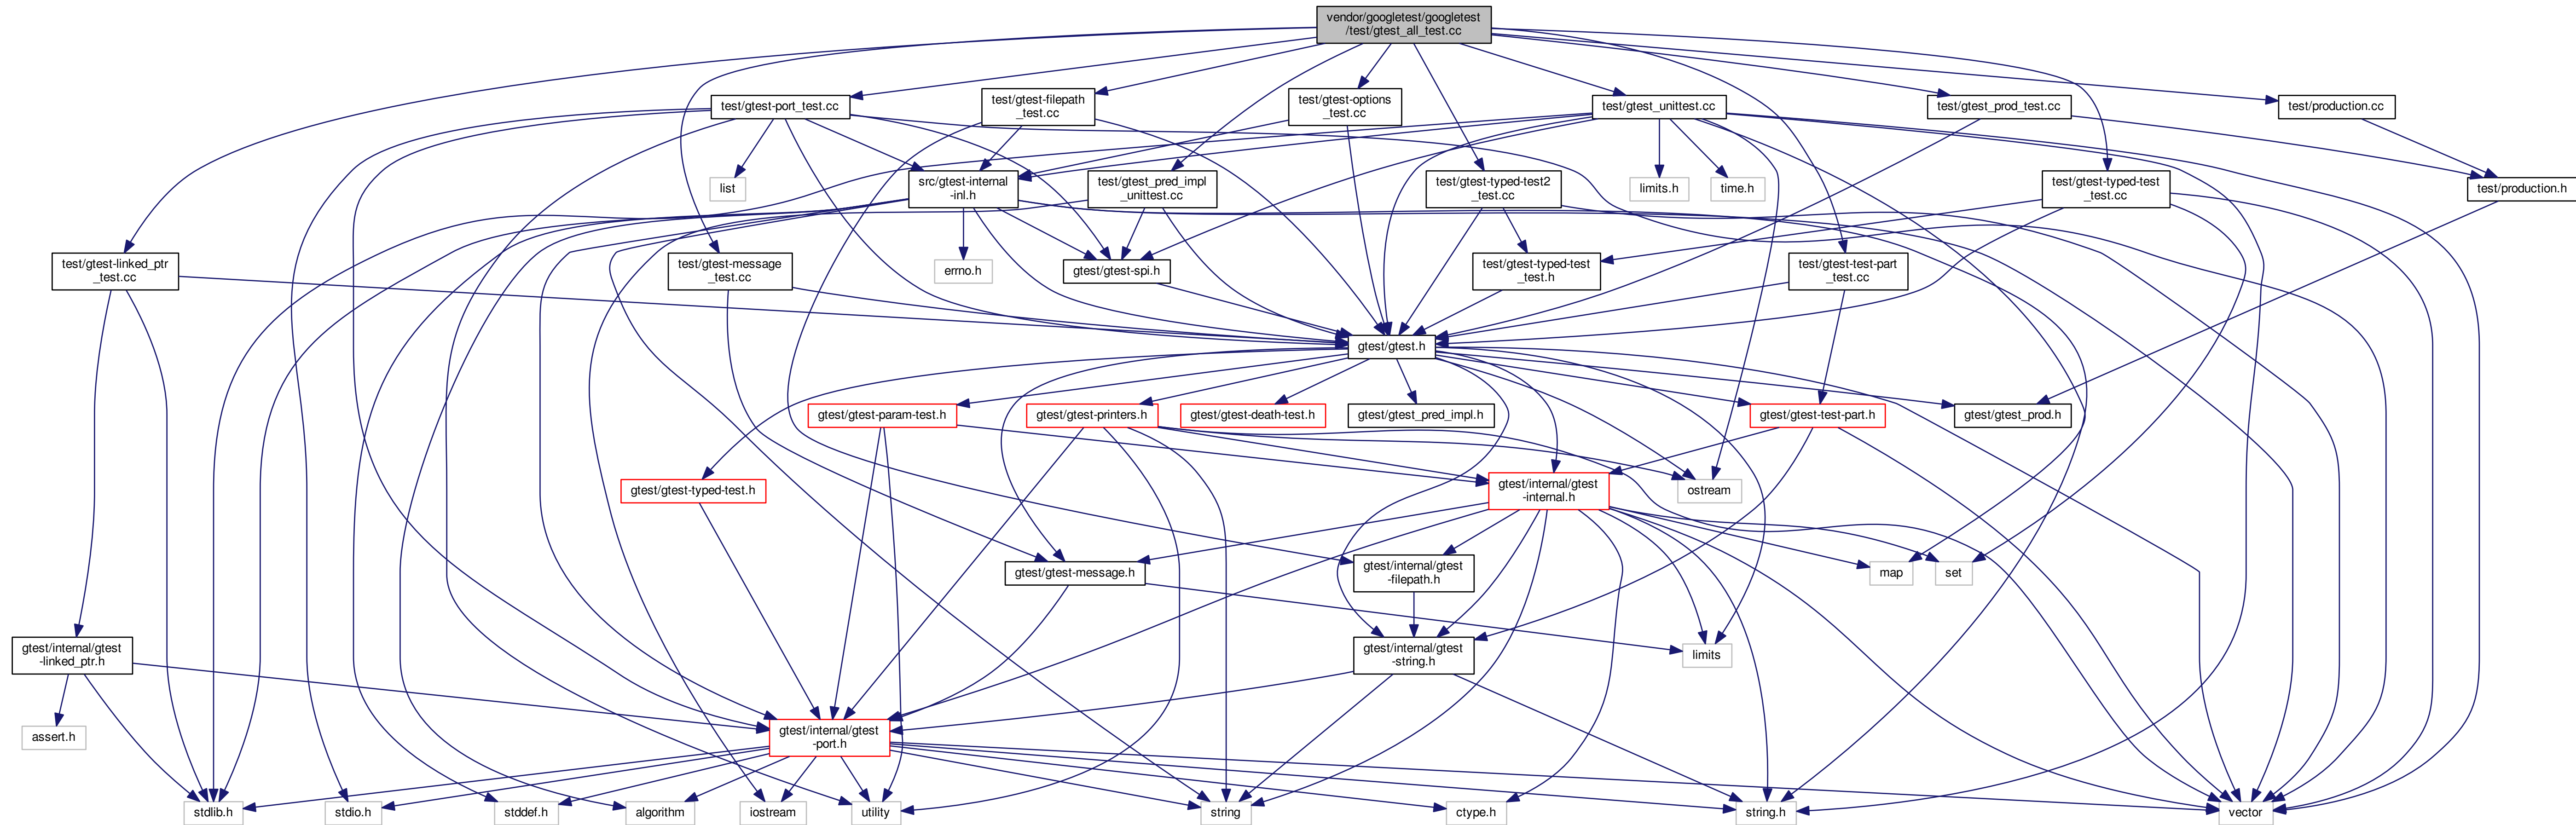 vendor/googletest/googletest
/test/gtest_all_test.cc
test/gtest-port_test.cc
test/gtest-filepath
_test.cc
test/gtest-options
_test.cc
test/gtest_unittest.cc
test/gtest_prod_test.cc
test/production.cc
list
src/gtest-internal
-inl.h
test/gtest_pred_impl
_unittest.cc
test/gtest-typed-test2
_test.cc
limits.h
time.h
test/gtest-typed-test
_test.cc
test/production.h
test/gtest-linked_ptr
_test.cc
test/gtest-message
_test.cc
errno.h
gtest/gtest-spi.h
test/gtest-typed-test
_test.h
test/gtest-test-part
_test.cc
gtest/gtest.h
gtest/gtest-param-test.h
gtest/gtest-printers.h
gtest/gtest-death-test.h
gtest/gtest_pred_impl.h
gtest/gtest-test-part.h
gtest/gtest_prod.h
gtest/gtest-typed-test.h
gtest/internal/gtest
-internal.h
ostream
gtest/gtest-message.h
gtest/internal/gtest
-filepath.h
map
set
gtest/internal/gtest
-linked_ptr.h
gtest/internal/gtest
-string.h
limits
assert.h
gtest/internal/gtest
-port.h
stdlib.h
stdio.h
stddef.h
algorithm
iostream
utility
string
ctype.h
string.h
vector